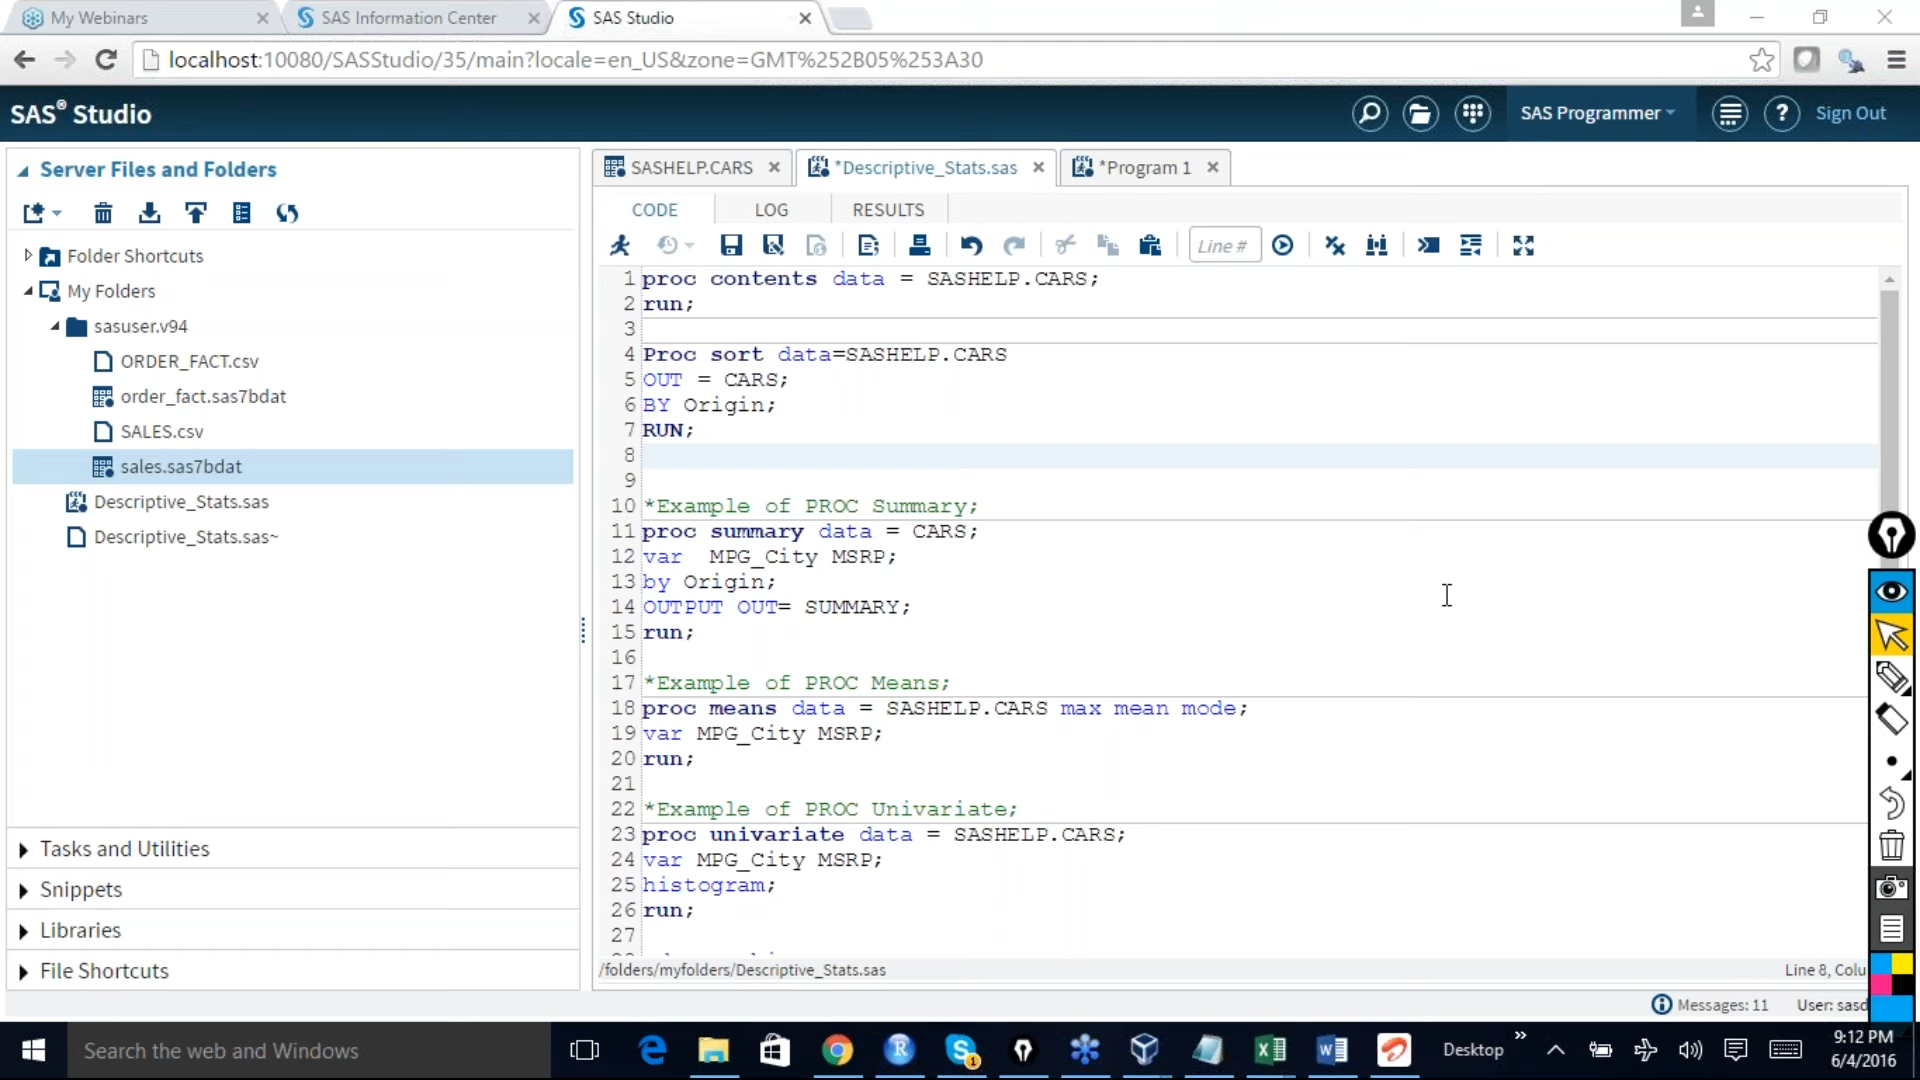 My Webinars
SAS Information Center
SAS Studio
localhost:10080/SASStudio/35/main?locale=en_US&zone=GMT%252B05%253A30
SAS® Studio
SAS Programmer
Sign Out
Server Files and Folders
Folder Shortcuts
My Folders
sasuser.v94
ORDER_FACT.csv
order_fact.sas7bdat
SALES.csv
sales.sas7bdat
Descriptive_Stats.sas
Descriptive_Stats.sas~
Tasks and Utilities
Snippets
Libraries
File Shortcuts
SASHELP.CARS
*Descriptive_Stats.sas
*Program 1
CODE
LOG
RESULTS
Line #
1 proc contents data = SASHELP.CARS;
2 run;
3
4 Proc sort data=SASHELP.CARS
5 OUT = CARS;
6 BY Origin;
7 RUN;
8
9
10 *Example of PROC Summary;
11 proc summary data = CARS;
12 var  MPG_City MSRP;
13 by Origin;
14 OUTPUT OUT= SUMMARY;
15 run;
16
17 *Example of PROC Means;
18 proc means data = SASHELP.CARS max mean mode;
19 var MPG_City MSRP;
20 run;
21
22 *Example of PROC Univariate;
23 proc univariate data = SASHELP.CARS;
24 var MPG_City MSRP;
25 histogram;
26 run;
27
/folders/myfolders/Descriptive_Stats.sas
Line 8, Colu
Messages: 11
User: sasd
Search the web and Windows
Desktop
9:12 PM
6/4/2016